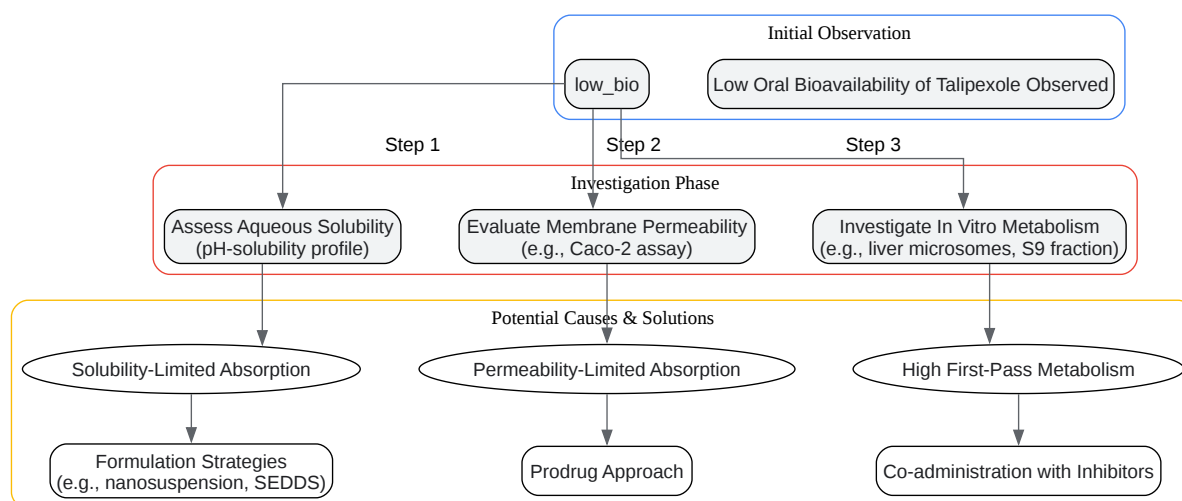 Initial Observation
low_bio
Low Oral Bioavailability of Talipexole Observed
Step 1
Step 2
Step 3
Investigation Phase
Assess Aqueous Solubility
(pH-solubility profile)
Evaluate Membrane Permeability
(e.g., Caco-2 assay)
Investigate In Vitro Metabolism
(e.g., liver microsomes, S9 fraction)
Potential Causes & Solutions
Solubility-Limited Absorption
Permeability-Limited Absorption
High First-Pass Metabolism
Formulation Strategies
(e.g., nanosuspension, SEDDS)
Prodrug Approach
Co-administration with Inhibitors